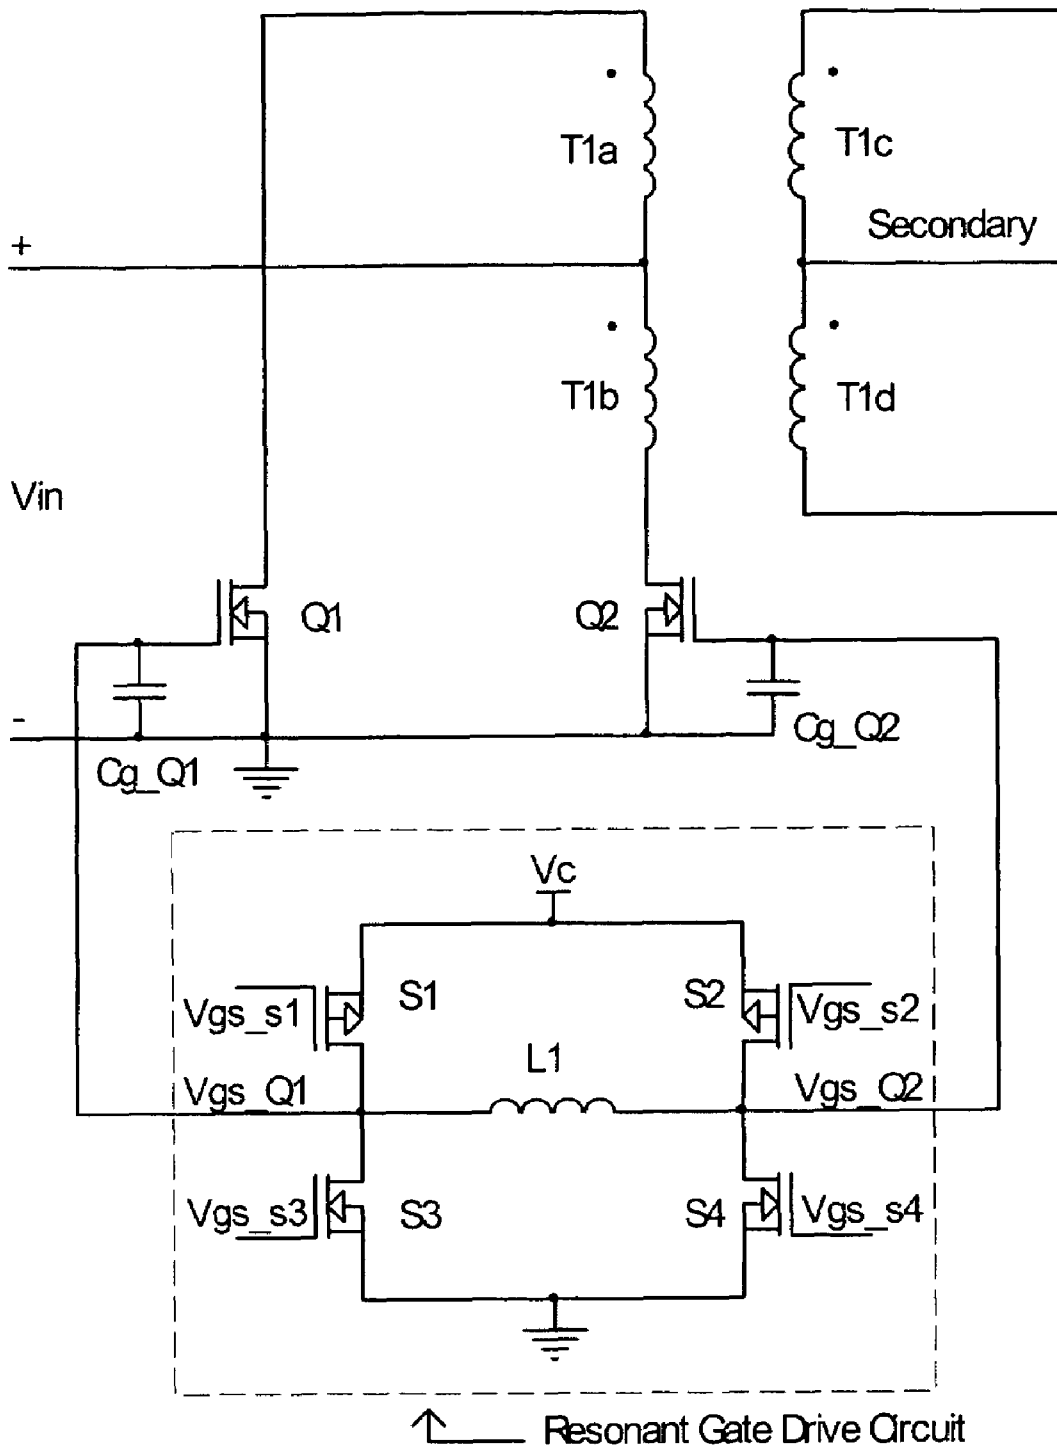 T1a
T1c
Secondary
+
T1b
T1d
Vin
Q1
Q2
-
Cg_Q1
Cg_Q2
Vc
Vgs_s1
S1
S2
Vgs_s2
L1
Vgs_Q1
Vgs_Q2
Vgs_s3
S3
S4
Vgs_s4
Resonant Gate Drive Circuit